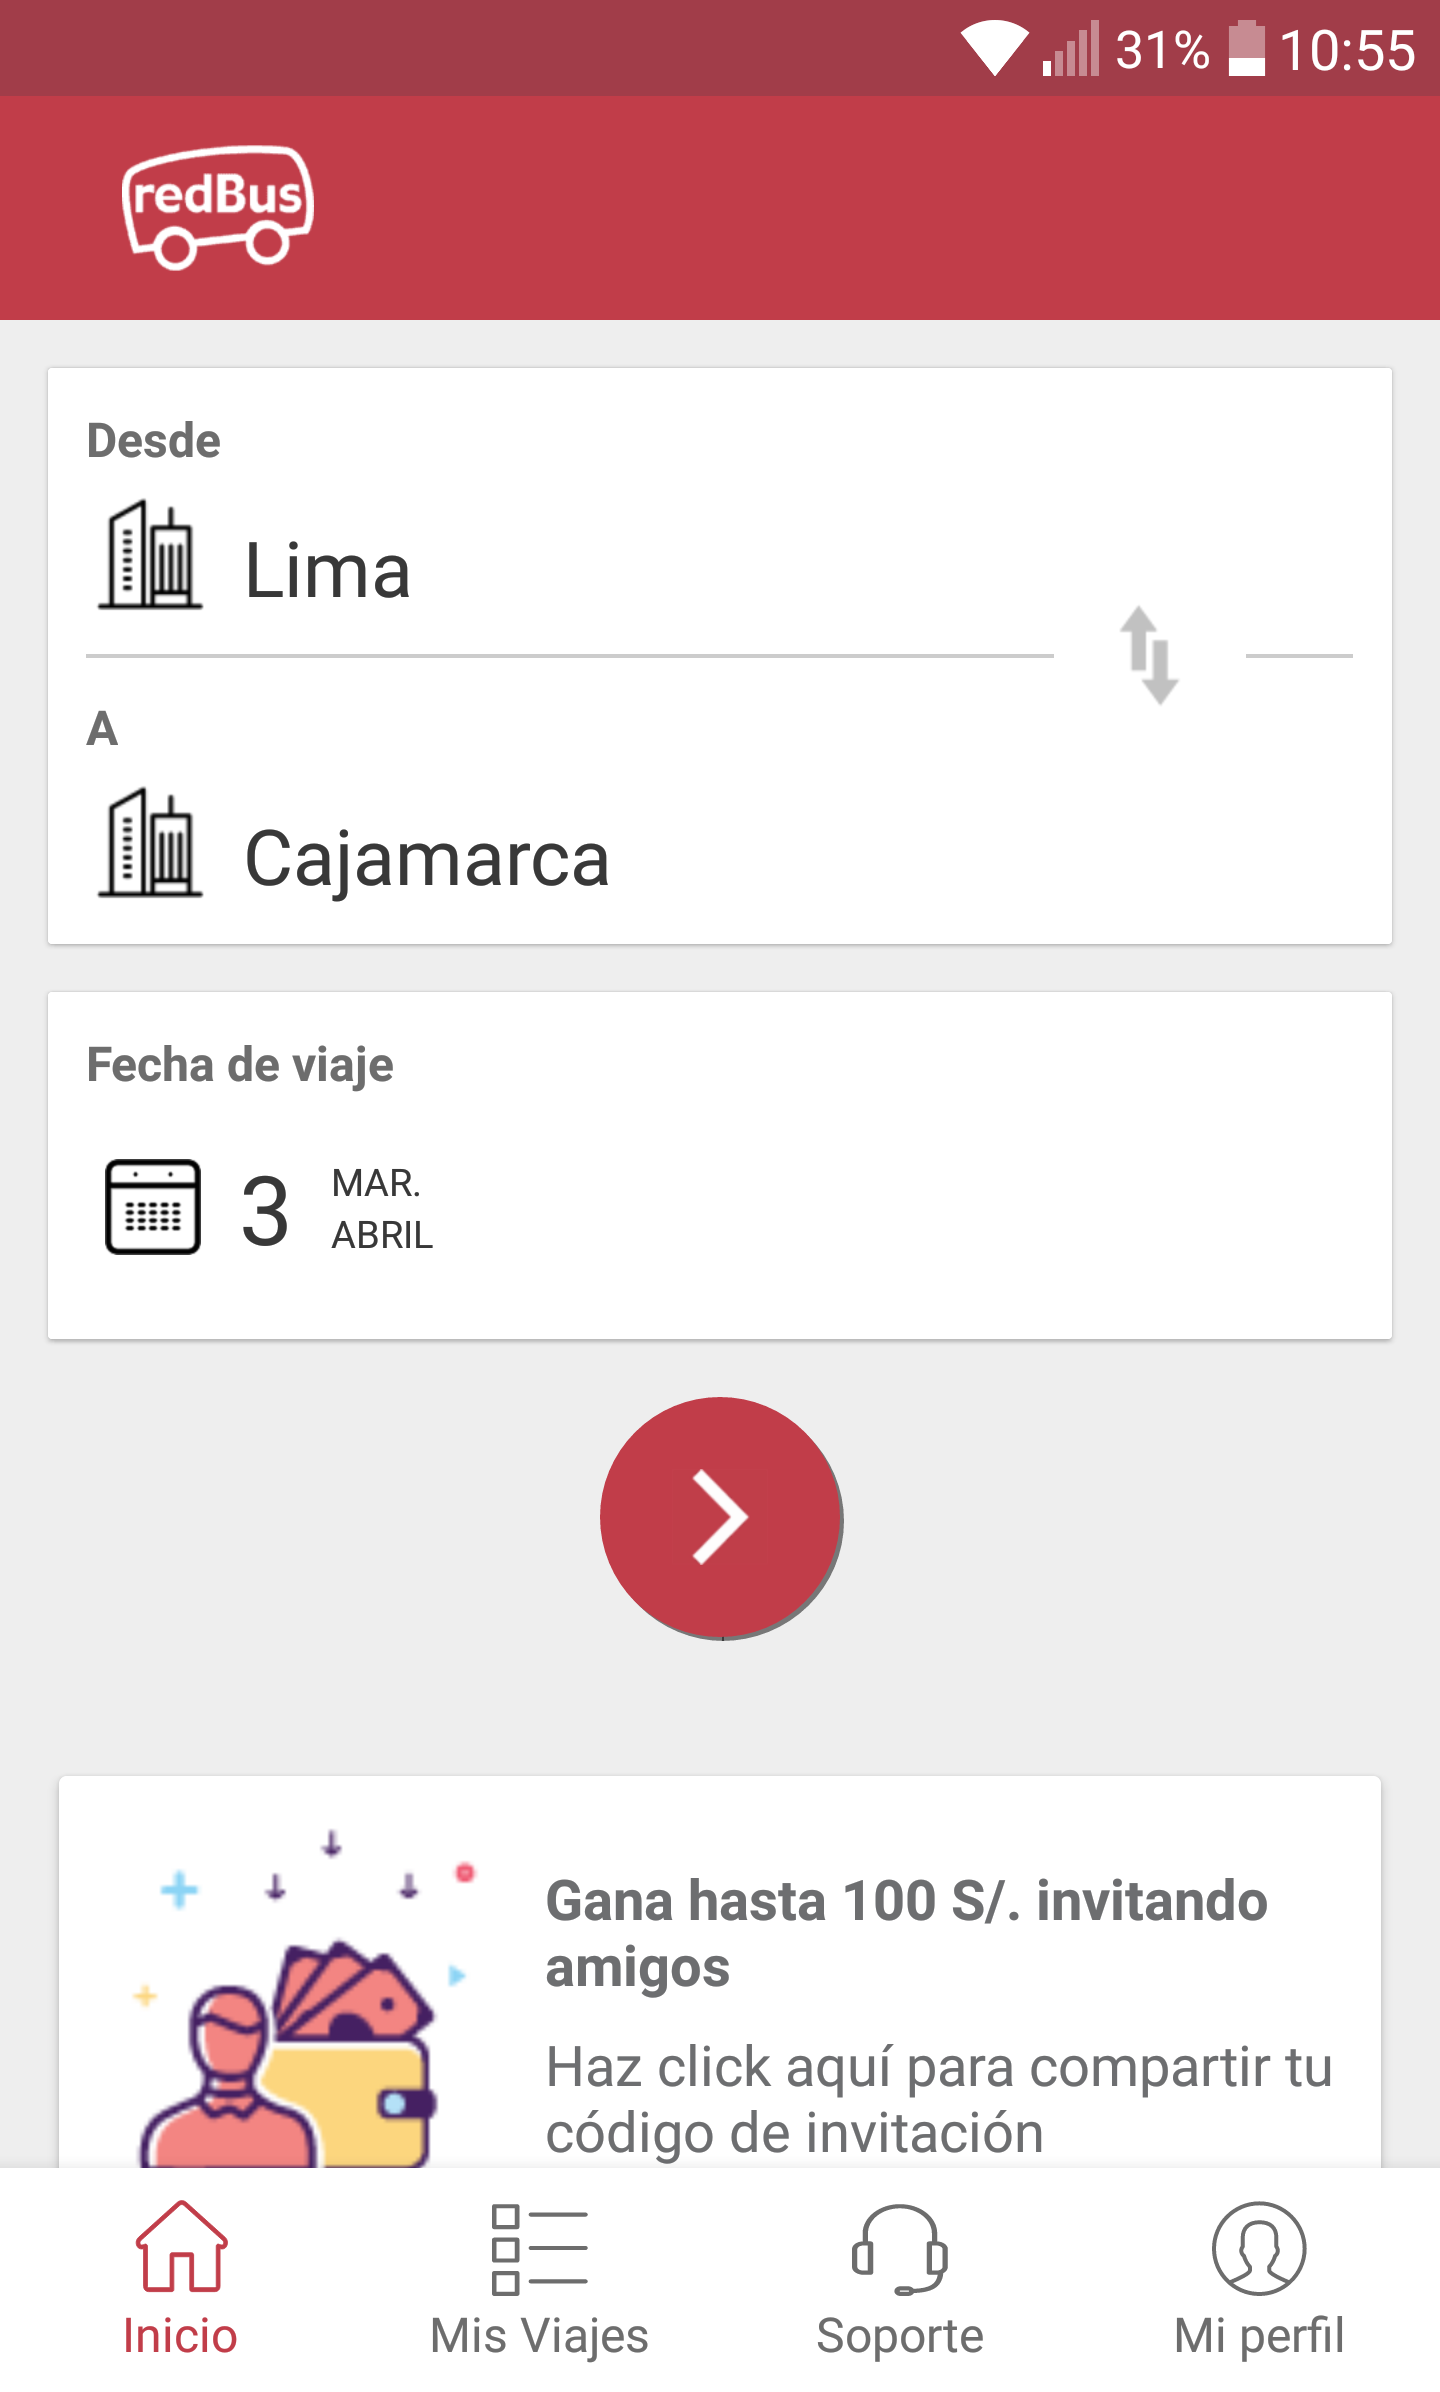 31% 10:55
redBus
Desde
Lima
A
Cajamarca
Fecha de viaje
3
MAR.
ABRIL
Gana hasta 100 S/. invitando
amigos
Haz click aquí para compartir tu
código de invitación
Inicio
Mis Viajes
Soporte
Mi perfil